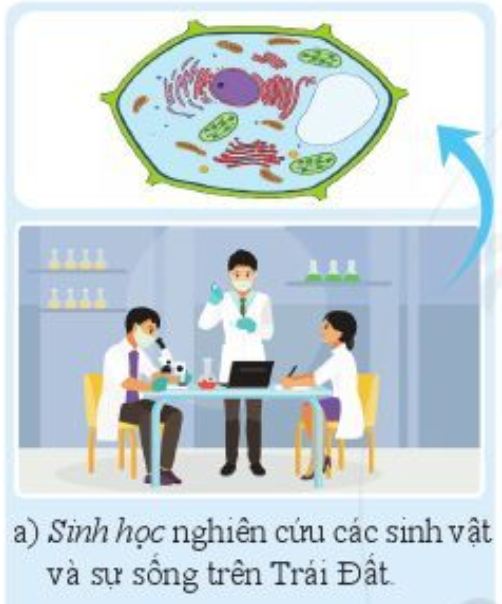 a) Sinh học nghiên cứu các sinh vật
và sự sống trên Trái Đất.